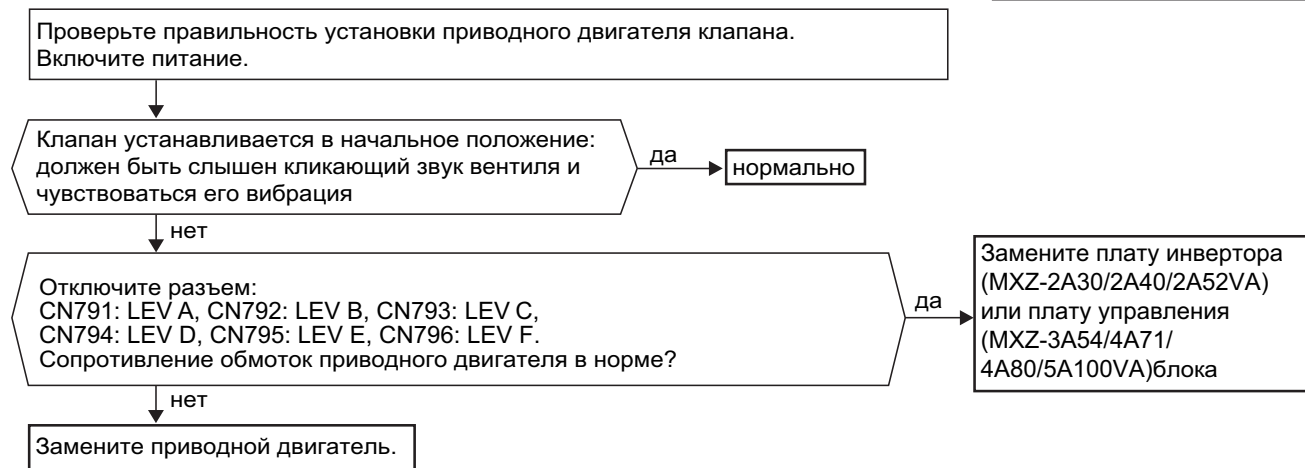 Проверьте правильность установки приводного двигателя клапана.
Включите питание.
Клапан устанавливается в начальное положение:
должен быть слышен кликающий звук вентиля и
чувствоваться его вибрация
да
нормально
нет
Отключите разъем:
CN791: LEV A, CN792: LEV B, CN793: LEV C,
CN794: LEV D, CN795: LEV E, CN796: LEV F.
Сопротивление обмоток приводного двигателя в норме?
да
Замените плату инвертора
(MXZ-2A30/2A40/2A52VA)
или плату управления
(MXZ-3A54/4A71/
4A80/5A100VA)блока
нет
Замените приводной двигатель.